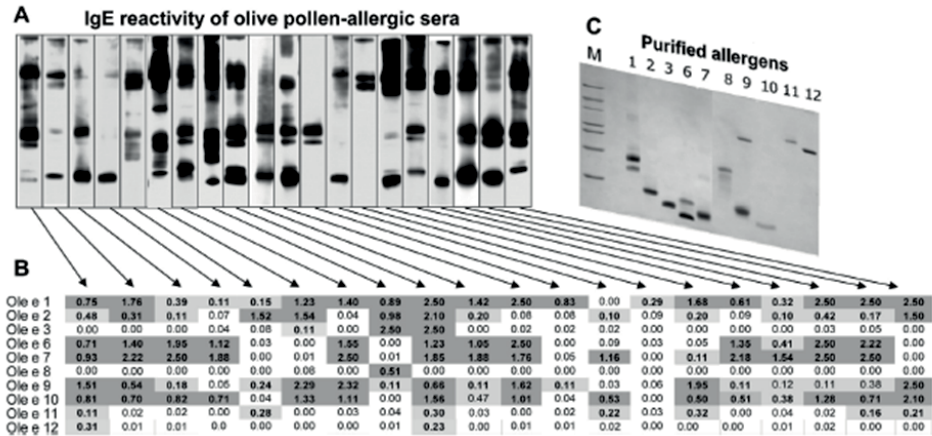 A
IgE reactivity of olive pollen-allergic sera
C
Purified allergens
M 1 2 3 6 7 8 9 10 11 12
B
Ole e 1 0.75 1.76 0.39 0.11 0.15 1.23 1.40 0.89 2.50 1.42 2.50 0.83 0.00 0.29 1.68 0.61 0.32 2.50 2.50 2.50
Ole e 2 0.48 0.31 0.11 0.07 1.52 1.54 0.04 0.98 2.10 0.20 0.08 0.08 0.10 0.09 0.20 0.09 0.10 0.42 0.17 1.50
Ole e 3 0.00 0.00 0.00 0.04 0.08 0.11 0.00 2.50 2.50 0.00 0.02 0.02 0.02 0.00 0.00 0.00 0.00 0.03 0.05 0.00
Ole e 6 0.71 1.40 1.95 1.12 0.03 0.00 1.55 0.00 1.23 1.05 2.50 0.00 0.09 0.03 0.05 1.35 0.41 2.50 2.22 0.00
Ole e 7 0.93 2.22 2.50 1.88 0.00 0.01 2.50 0.01 1.85 1.88 1.76 0.05 1.16 0.00 0.11 2.18 1.54 2.50 2.50 0.00
Ole e 8 0.00 0.00 0.00 0.00 0.00 0.08 0.00 0.51 0.00 0.00 0.00 0.00 0.00 0.00 0.00 0.00 0.00 0.00 0.00 0.00
Ole e 9 1.51 0.54 0.18 0.05 0.24 2.29 2.32 0.11 0.66 0.11 1.62 0.11 0.03 0.06 1.95 0.11 0.12 0.11 0.38 2.50
Ole e 10 0.81 0.70 0.82 0.71 0.04 1.33 1.11 0.00 1.56 0.47 1.01 0.04 0.53 0.00 0.50 0.51 0.38 1.28 0.71 2.10
Ole e 11 0.11 0.02 0.02 0.00 0.28 0.00 0.03 0.04 0.30 0.03 0.00 0.02 0.22 0.03 0.32 0.00 0.04 0.02 0.16 0.21
Ole e 12 0.31 0.01 0.01 0.00 0.00 0.00 0.00 0.01 0.23 0.00 0.00 0.00 0.02 0.00 0.00 0.00 0.00 0.00 0.00 0.00